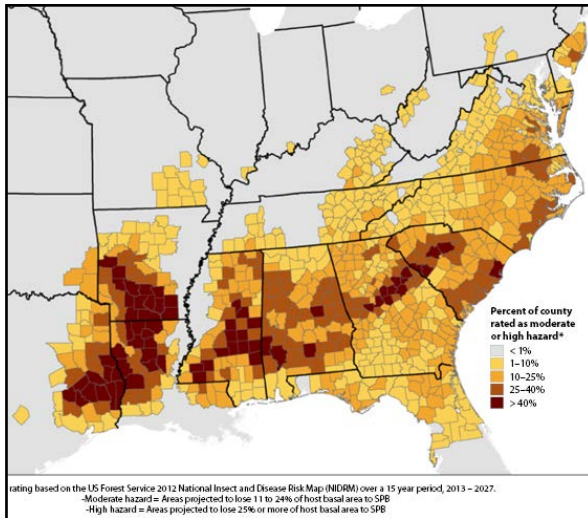 Percent of county
rated as moderate
or high hazard*
< 1%
1–10%
10–25%
25–40%
> 40%
rating based on the US Forest Service 2012 National Insect and Disease Risk Map (NIDRM) over a 15 year period, 2013 – 2027.
-Moderate hazard = Areas projected to lose 11 to 24% of host basal area to SPB
-High hazard = Areas projected to lose 25% or more of host basal area to SPB